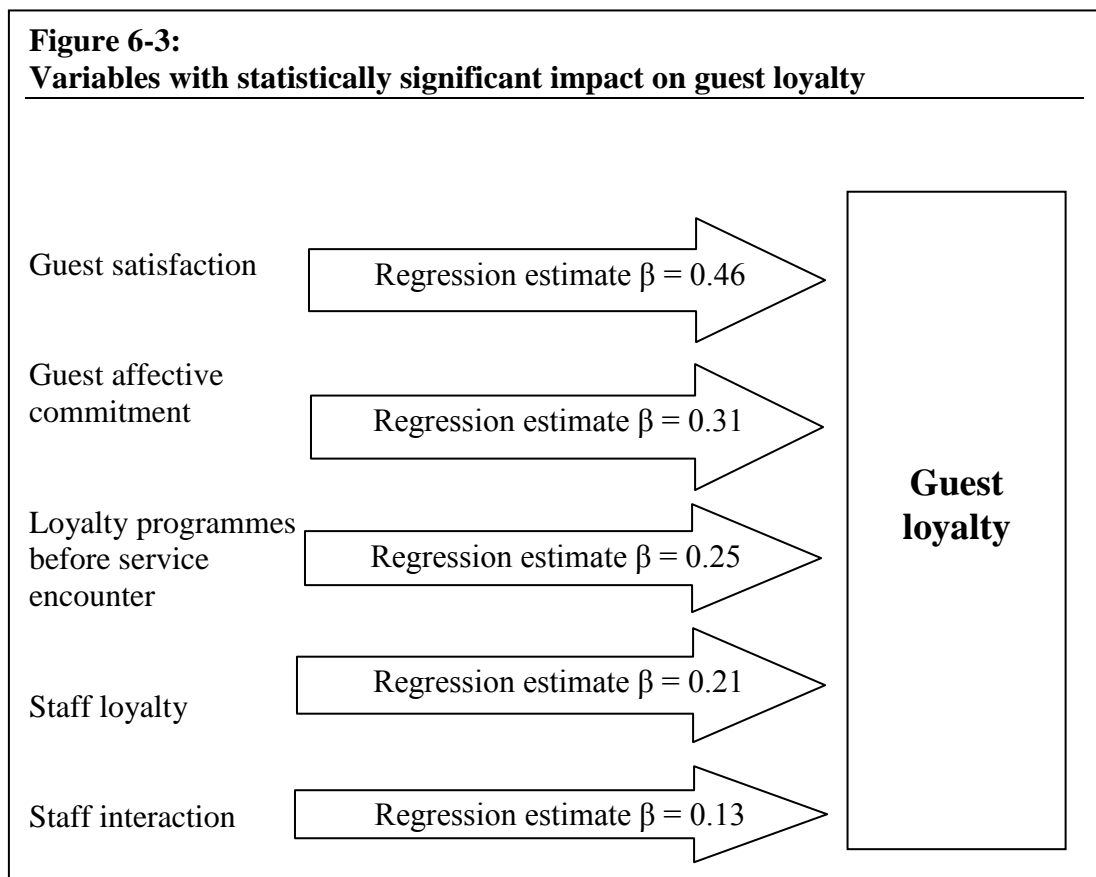 Figure 6-3:
Variables with statistically significant impact on guest loyalty
Guest satisfaction
Regression estimate β = 0.46
Guest affective
commitment
Regression estimate β = 0.31
Loyalty programmes
before service
encounter
Regression estimate β = 0.25
Staff loyalty
Regression estimate β = 0.21
Staff interaction
Regression estimate β = 0.13
Guest
loyalty